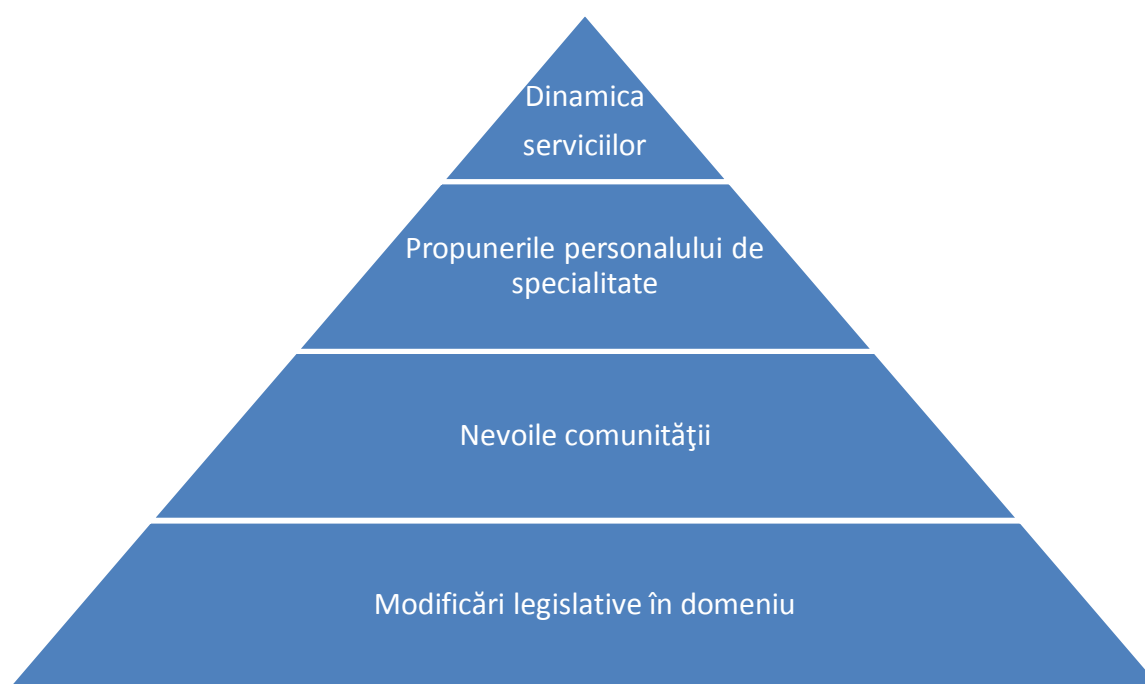 Dinamica
serviciilor
Propunerile personalului de
specialitate
Nevoile comunităţii
Modificări legislative în domeniu